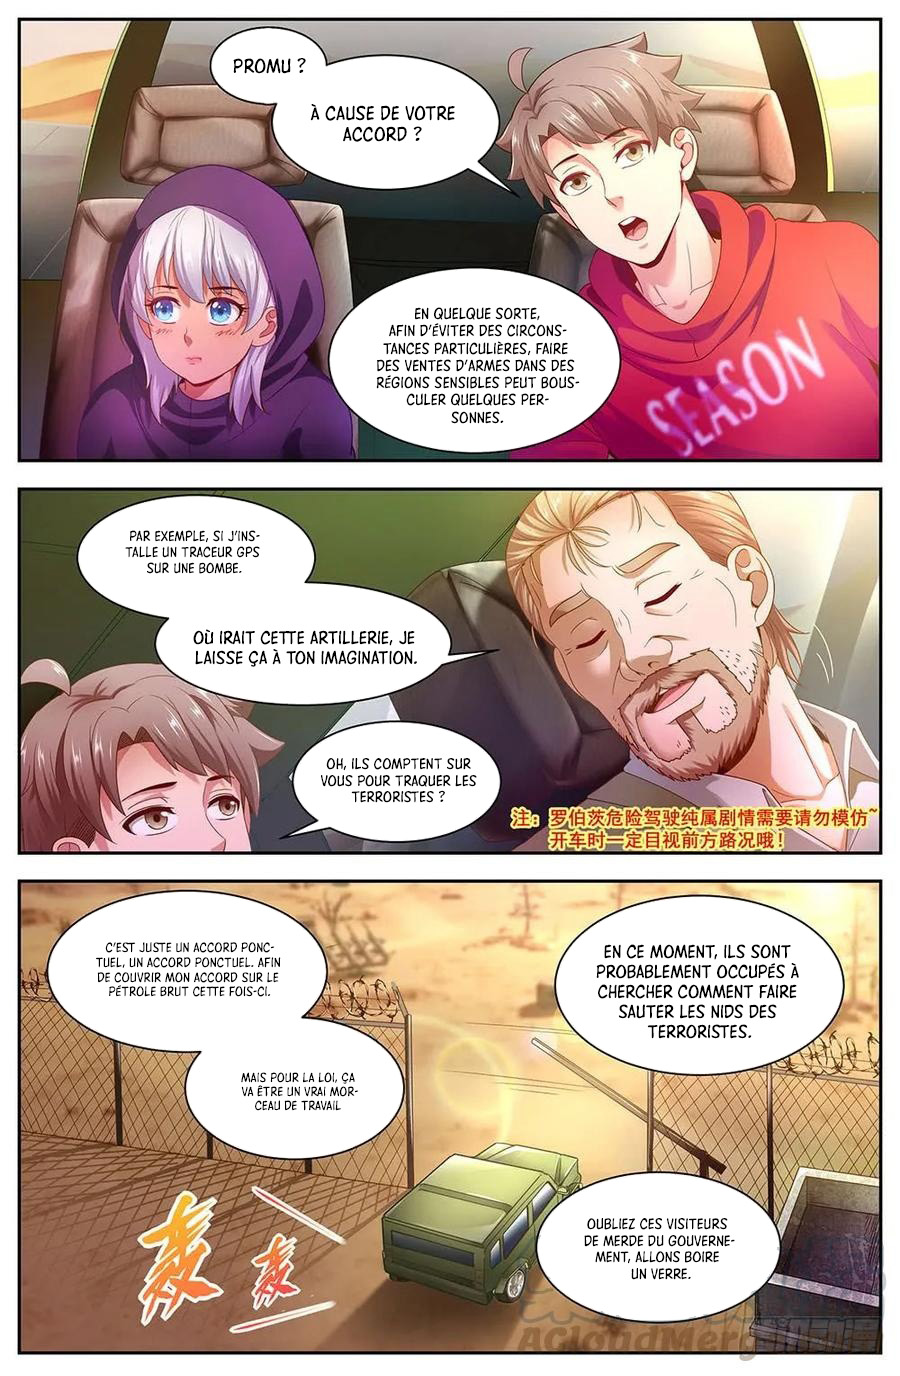 PROMU ?
À CAUSE DE VOTRE
ACCORD ?
EN QUELQUE SORTE,
AFIN D'ÉVITER DES CIRCONS-
TANCES PARTICULIÈRES, FAIRE
DES VENTES D'ARMES DANS DES
RÉGIONS SENSIBLES PEUT BOUS-
CULER QUELQUES PER-
SONNES.
SEASON
PAR EXEMPLE, SI J'INS-
TALLE UN TRACEUR GPS
SUR UNE BOMBE.
OÙ IRAIT CETTE ARTILLERIE, JE
LAISSE ÇA À TON IMAGINATION.
OH, ILS COMPTENT SUR
VOUS POUR TRAQUER LES
TERRORISTES ?
注：罗伯茨危险驾驶纯属剧情需要请勿模仿~
开车时一定目视前方路况哦！
C'EST JUSTE UN ACCORD PONC-
TUEL, UN ACCORD PONCTUEL. AFIN
DE COUVRIR MON ACCORD SUR LE
PÉTROLE BRUT CETTE FOIS-CI.
EN CE MOMENT, ILS SONT
PROBABLEMENT OCCUPÉS À
CHERCHER COMMENT FAIRE
SAUTER LES NIDS DES
TERRORISTES.
MAIS POUR LA LOI, ÇA
VA ÊTRE UN VRAI MOR-
CEAU DE TRAVAIL
OUBLIEZ CES VISITEURS
DE MERDE DU GOUVERNE-
MENT, ALLONS BOIRE
UN VERRE.
ACloudMerge